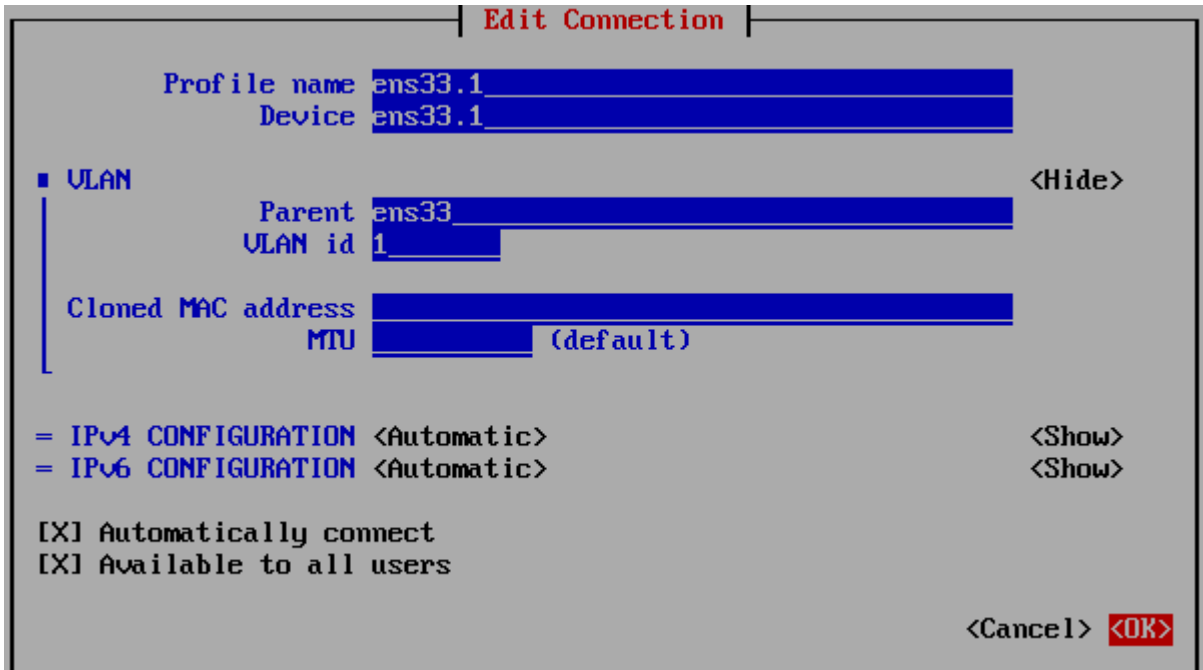 Edit Connection
Profile name ens33.1
Device ens33.1
VLAN <Hide>
Parent ens33
VLAN id 1
Cloned MAC address
MTU (default)
= IPv4 CONFIGURATION <Automatic> <Show>
= IPv6 CONFIGURATION <Automatic> <Show>
[X] Automatically connect
[X] Available to all users
<Cancel> <OK>